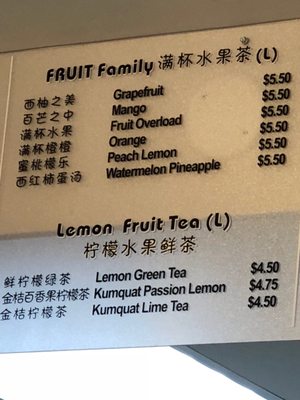 FRUIT Family 满杯水果茶 (L)
西柚之美 Grapefruit $5.50
百芒之中 Mango $5.50
满杯水果 Fruit Overload $5.50
满杯橙橙 Orange $5.50
蜜桃檬乐 Peach Lemon $5.50
西红柿蛋汤 Watermelon Pineapple $5.50
Lemon Fruit Tea (L)
柠檬水果鲜茶
鲜柠檬绿茶 Lemon Green Tea $4.50
金桔百香果柠檬茶 Kumquat Passion Lemon $4.75
金桔柠檬茶 Kumquat Lime Tea $4.50